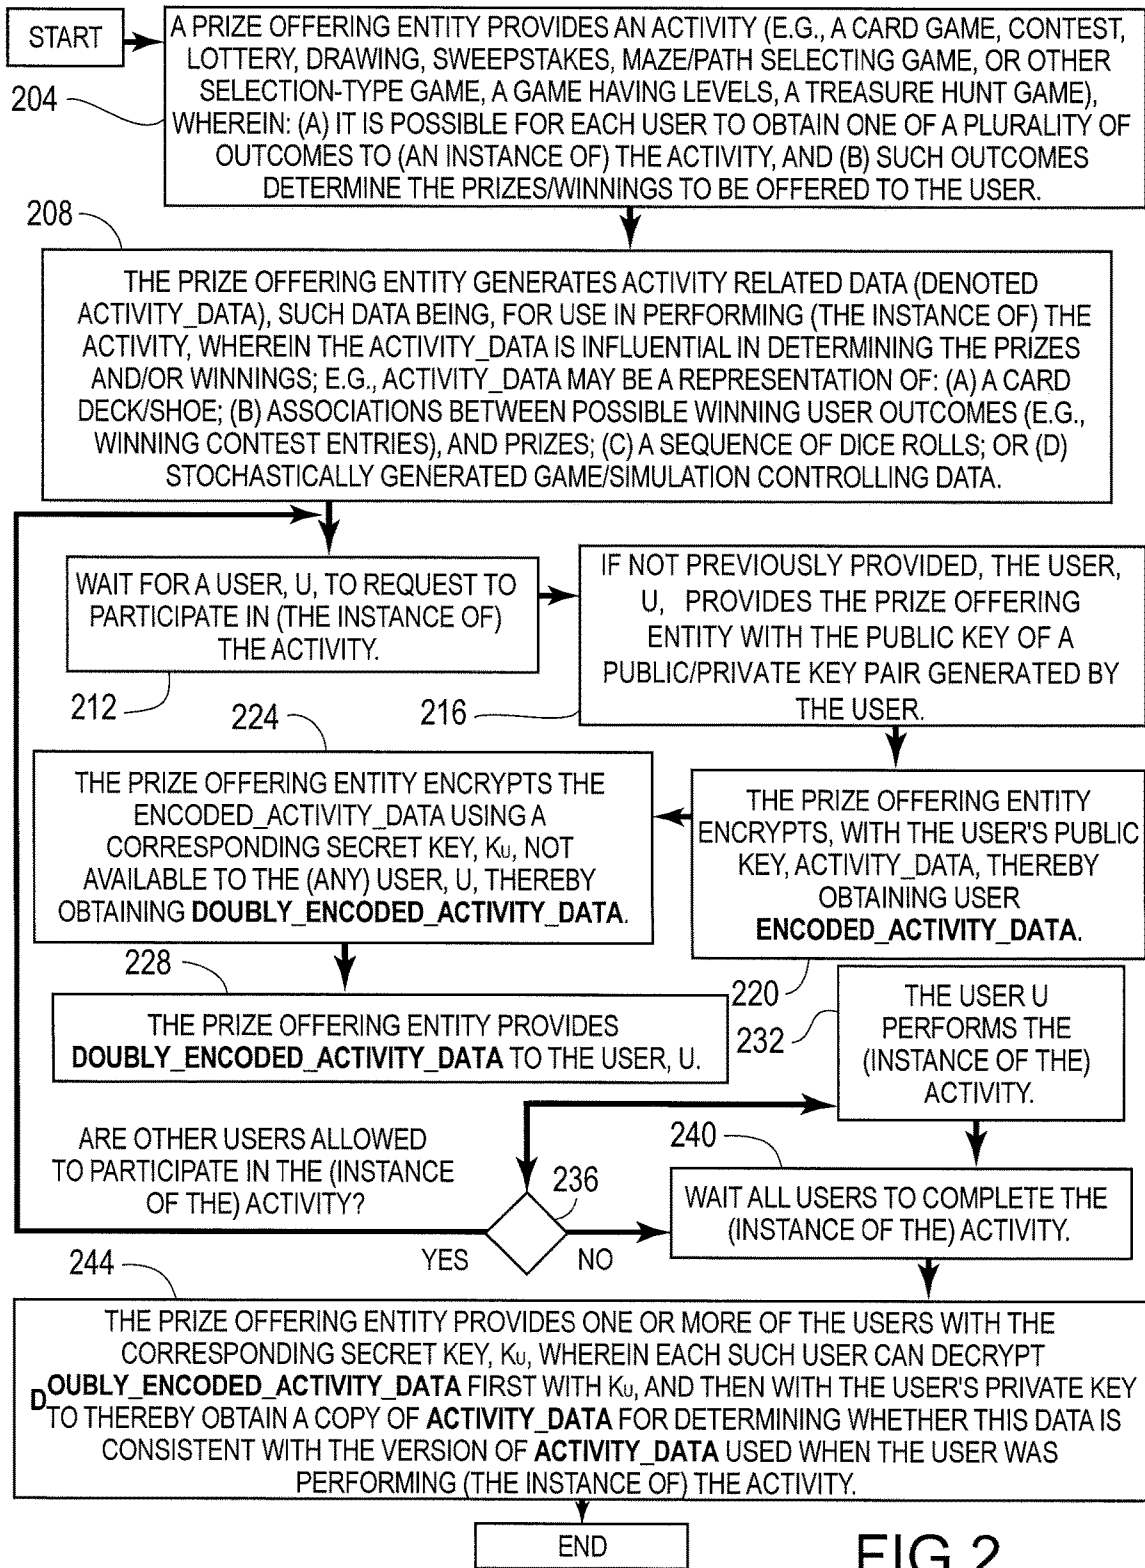 START
A PRIZE OFFERING ENTITY PROVIDES AN ACTIVITY (E.G., A CARD GAME, CONTEST,
LOTTERY, DRAWING, SWEEPSTAKES, MAZE/PATH SELECTING GAME, OR OTHER
SELECTION-TYPE GAME, A GAME HAVING LEVELS, A TREASURE HUNT GAME),
WHEREIN: (A) IT IS POSSIBLE FOR EACH USER TO OBTAIN ONE OF A PLURALITY OF
OUTCOMES TO (AN INSTANCE OF) THE ACTIVITY, AND (B) SUCH OUTCOMES
DETERMINE THE PRIZES/WINNINGS TO BE OFFERED TO THE USER.
204
208
THE PRIZE OFFERING ENTITY GENERATES ACTIVITY RELATED DATA (DENOTED
ACTIVITY_DATA), SUCH DATA BEING, FOR USE IN PERFORMING (THE INSTANCE OF) THE
ACTIVITY, WHEREIN THE ACTIVITY_DATA IS INFLUENTIAL IN DETERMINING THE PRIZES
AND/OR WINNINGS; E.G., ACTIVITY_DATA MAY BE A REPRESENTATION OF: (A) A CARD
DECK/SHOE; (B) ASSOCIATIONS BETWEEN POSSIBLE WINNING USER OUTCOMES (E.G.,
WINNING CONTEST ENTRIES), AND PRIZES; (C) A SEQUENCE OF DICE ROLLS; OR (D)
STOCHASTICALLY GENERATED GAME/SIMULATION CONTROLLING DATA.
WAIT FOR A USER, U, TO REQUEST TO
PARTICIPATE IN (THE INSTANCE OF)
THE ACTIVITY.
212
IF NOT PREVIOUSLY PROVIDED, THE USER,
U, PROVIDES THE PRIZE OFFERING
ENTITY WITH THE PUBLIC KEY OF A
PUBLIC/PRIVATE KEY PAIR GENERATED BY
THE USER.
216
224
THE PRIZE OFFERING ENTITY ENCRYPTS THE
ENCODED_ACTIVITY_DATA USING A
CORRESPONDING SECRET KEY, KU, NOT
AVAILABLE TO THE (ANY) USER, U, THEREBY
OBTAINING DOUBLY_ENCODED_ACTIVITY_DATA.
THE PRIZE OFFERING ENTITY
ENCRYPTS, WITH THE USER'S PUBLIC
KEY, ACTIVITY_DATA, THEREBY
OBTAINING USER
ENCODED_ACTIVITY_DATA.
220
228
THE PRIZE OFFERING ENTITY PROVIDES
DOUBLY_ENCODED_ACTIVITY_DATA TO THE USER, U.
232
THE USER U
PERFORMS THE
(INSTANCE OF THE)
ACTIVITY.
ARE OTHER USERS ALLOWED
TO PARTICIPATE IN THE (INSTANCE
OF THE) ACTIVITY?
236
YES
NO
240
WAIT ALL USERS TO COMPLETE THE
(INSTANCE OF THE) ACTIVITY.
244
THE PRIZE OFFERING ENTITY PROVIDES ONE OR MORE OF THE USERS WITH THE
CORRESPONDING SECRET KEY, KU, WHEREIN EACH SUCH USER CAN DECRYPT
DOUBLY_ENCODED_ACTIVITY_DATA FIRST WITH KU, AND THEN WITH THE USER'S PRIVATE KEY
TO THEREBY OBTAIN A COPY OF ACTIVITY_DATA FOR DETERMINING WHETHER THIS DATA IS
CONSISTENT WITH THE VERSION OF ACTIVITY_DATA USED WHEN THE USER WAS
PERFORMING (THE INSTANCE OF) THE ACTIVITY.
END
FIG.2